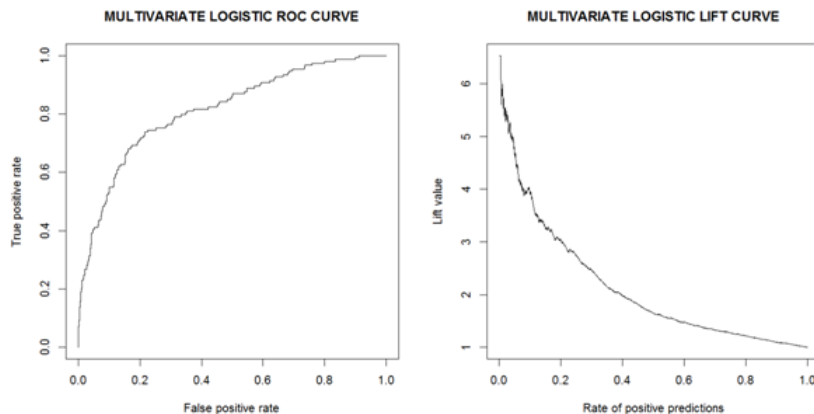 MULTIVARIATE LOGISTIC ROC CURVE
True positive rate
1.0
0.8
0.6
0.4
0.2
0.0
0.0 0.2 0.4 0.6 0.8 1.0
False positive rate
MULTIVARIATE LOGISTIC LIFT CURVE
Lift value
6
5
4
3
2
1
0.0 0.2 0.4 0.6 0.8 1.0
Rate of positive predictions